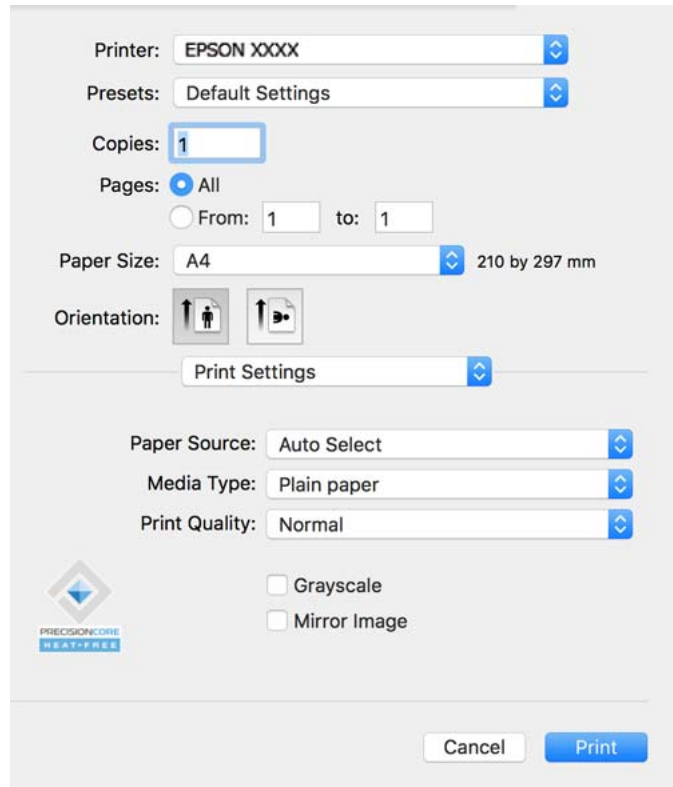 Printer: EPSON XXXX
Presets: Default Settings
Copies: 1
Pages: All
From: 1 to: 1
Paper Size: A4 210 by 297 mm
Orientation:
Print Settings
Paper Source: Auto Select
Media Type: Plain paper
Print Quality: Normal
Grayscale
Mirror Image
PRECISIONCORE
HEAT-FREE
Cancel Print